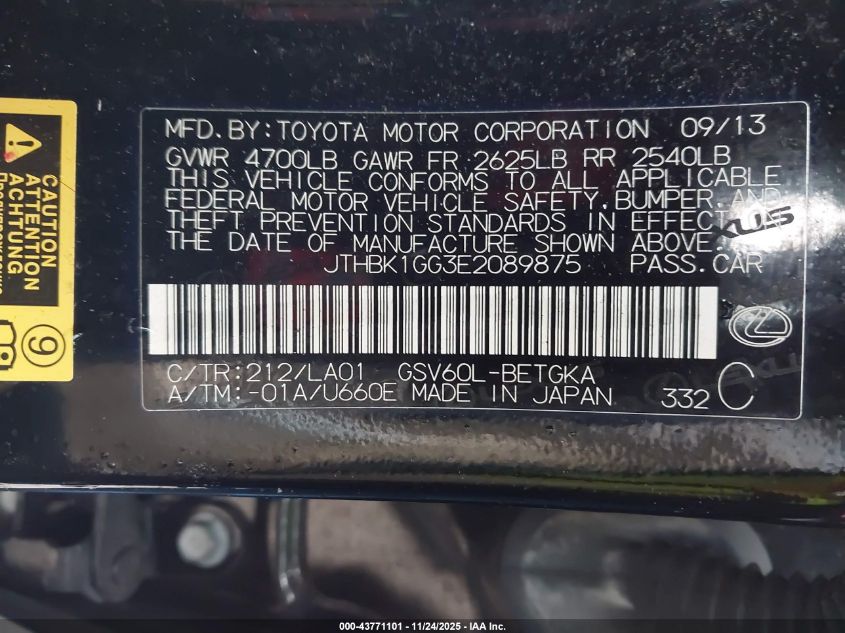 MFD.BY:TOYOTA MOTOR CORPORATION 09/13
GVWR 4700LB GAWR FR 2625LB RR 2540LB
THIS VEHICLE CONFORMS TO ALL APPLICABLE
FEDERAL MOTOR VEHICLE SAFETY,BUMPER,AND
THEFT PREVENTION STANDARDS IN EFFECT
THE DATE OF MANUFACTURE SHOWN ABOVE.
JTHBK1GG3E2089875 PASS.CAR
C/TR:212/LA01 GSV60L-BETGKA
A/TM:-01A/U660E MADE IN JAPAN 332 C
CAUTION
ACHTUNG
9
000-43771101 - 11/24/2025 - IAA Inc.